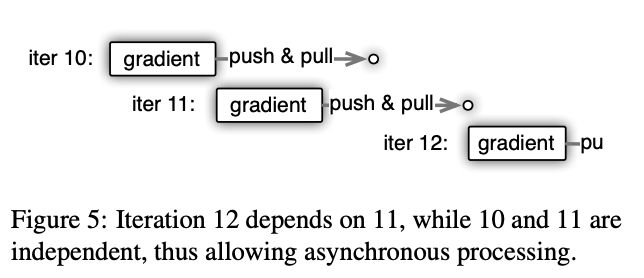 iter 10: gradient push & pull
iter 11: gradient push & pull
iter 12: gradient pu
Figure 5: Iteration 12 depends on 11, while 10 and 11 are
independent, thus allowing asynchronous processing.